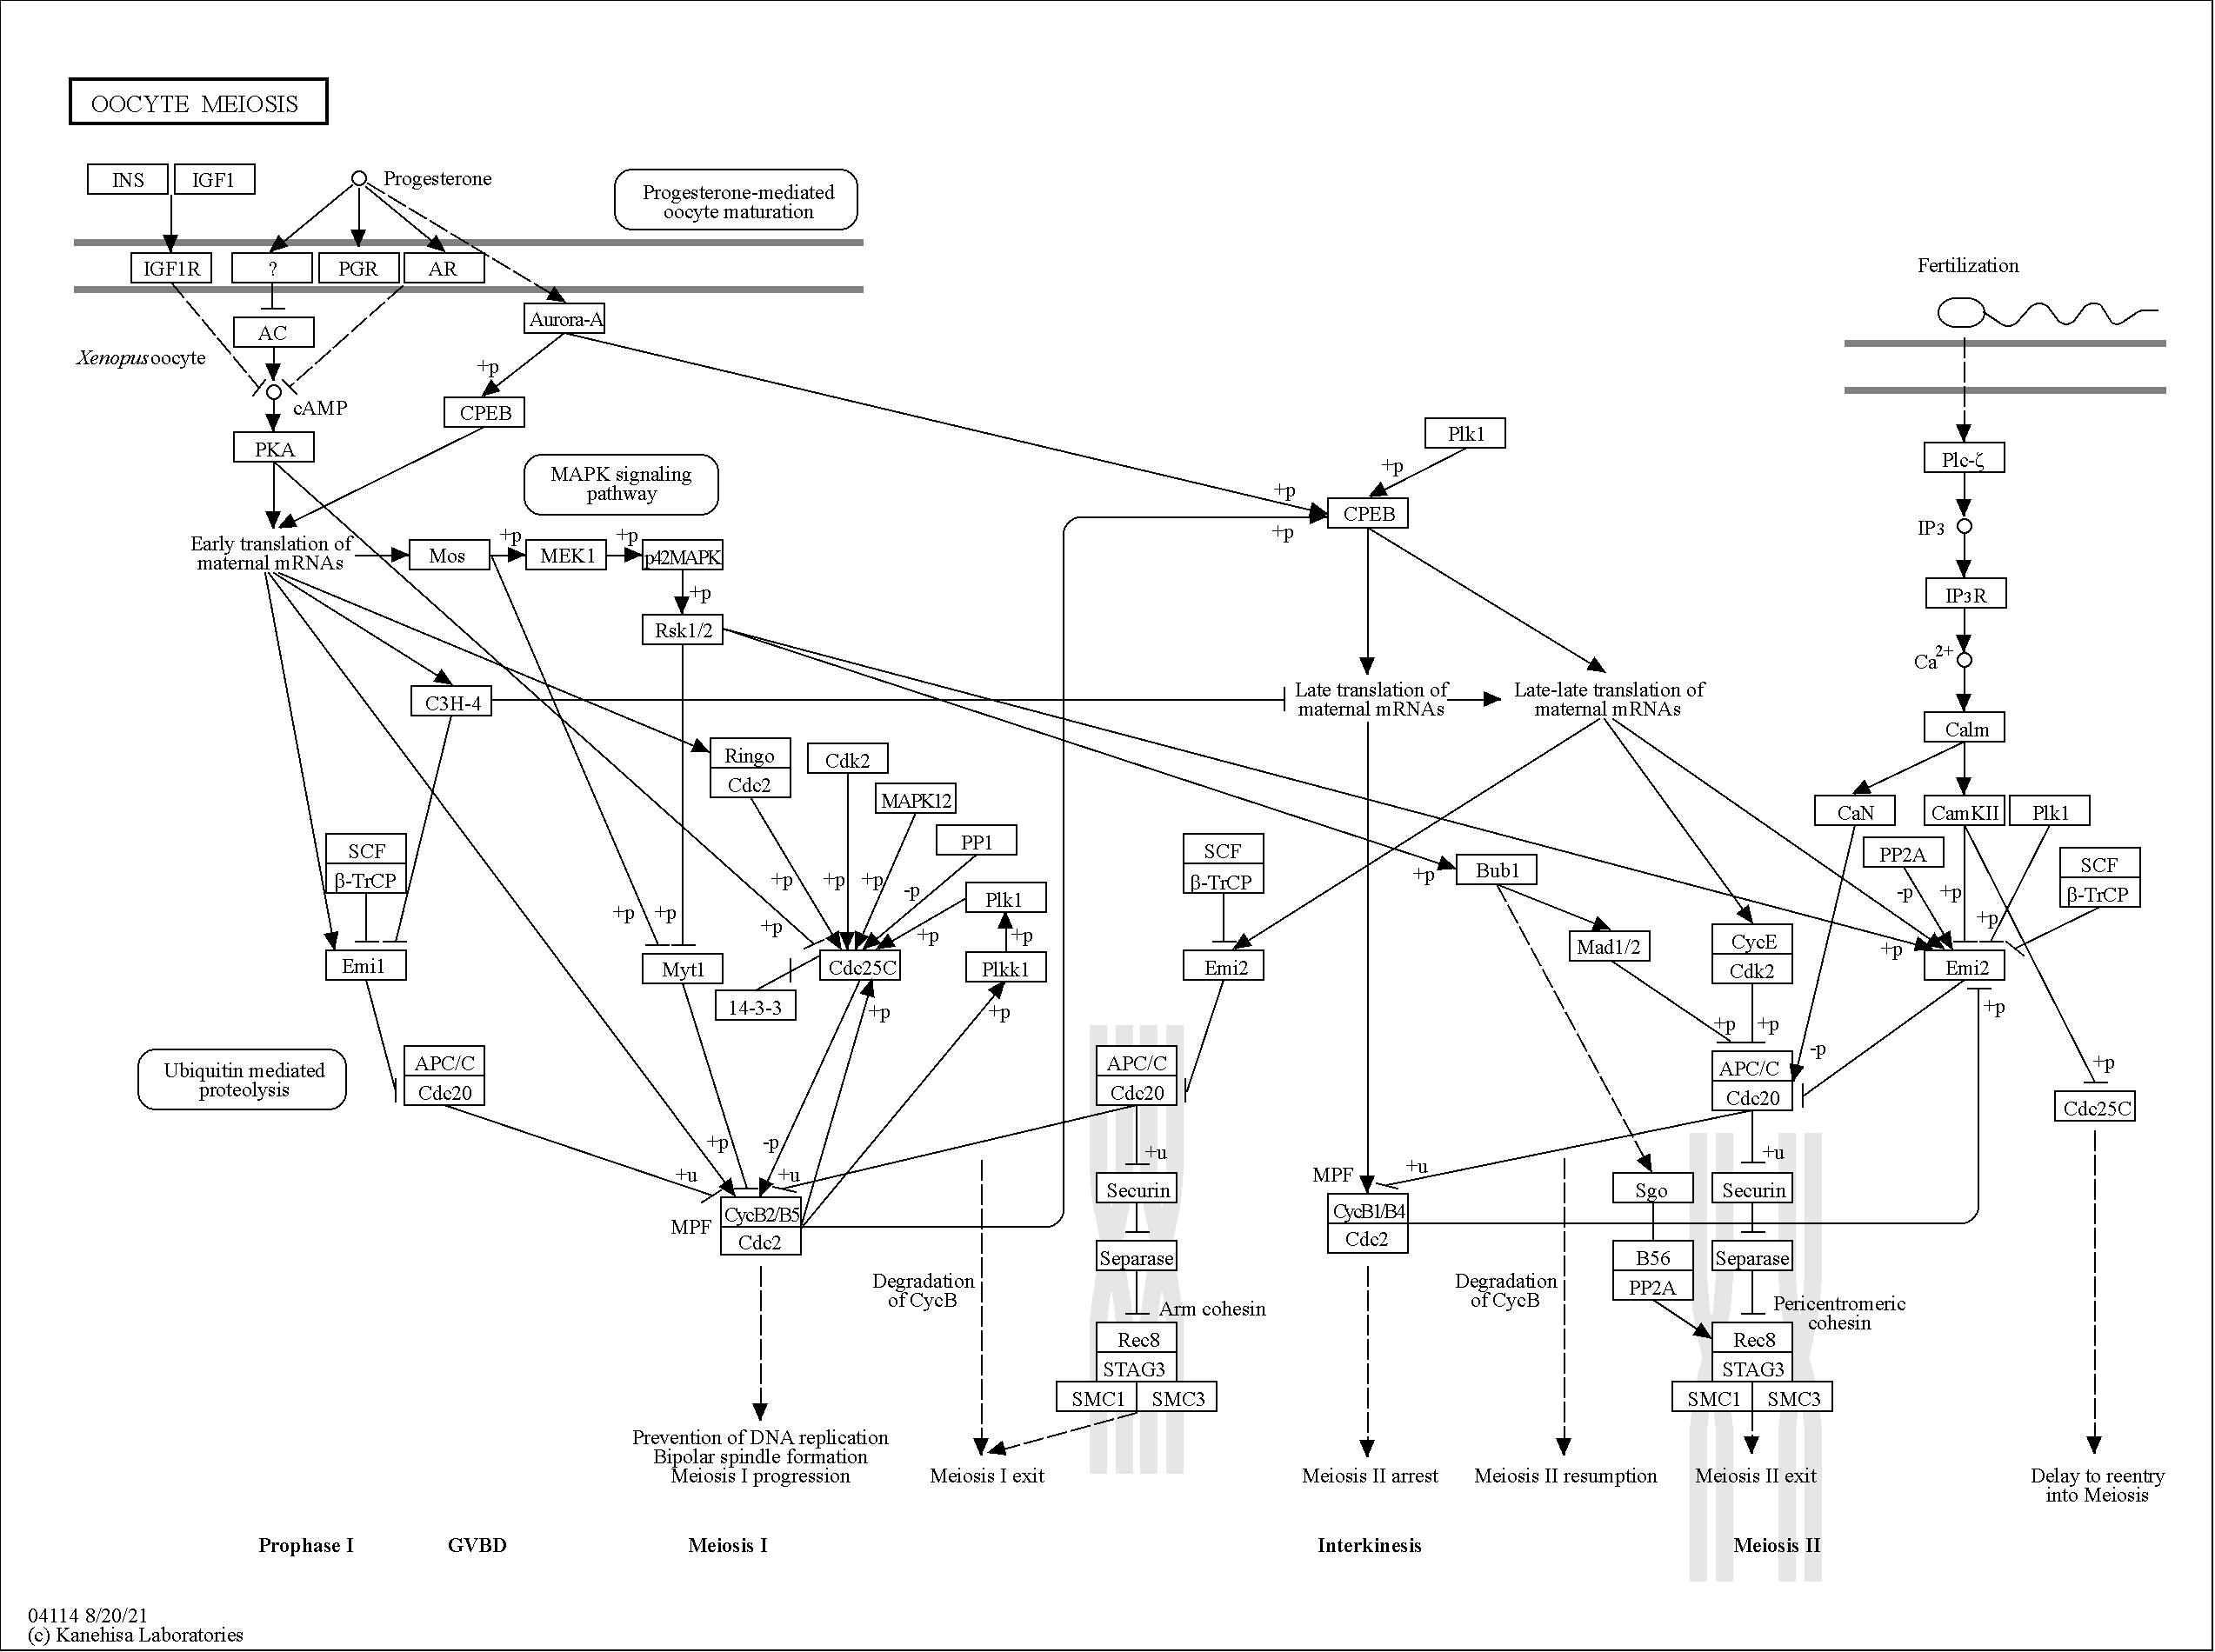 OOCYTE MEIOSIS
INS
IGF1
Progesterone
Progesterone-mediated
oocyte maturation
IGF1R
?
PGR
AR
Fertilization
Aurora-A
AC
Xenopus oocyte
+p
cAMP
CPEB
PKA
Plk1
+p
Plc-ζ
MAPK signaling
pathway
+p
CPEB
+p
IP3
Early translation of
maternal mRNAs
Mos
+p
MEK1
+p
p42MAPK
+p
IP3R
Rsk1/2
Ca2+
C3H-4
Late translation of
maternal mRNAs
Late-late translation of
maternal mRNAs
Calm
Ringo
Cdc2
Cdk2
MAPK12
PP1
CaN
CamKII
Plk1
SCF
β-TrCP
SCF
β-TrCP
PP2A
SCF
β-TrCP
Bub1
+p
+p
+p
+p
-p
Plk1
-p
+p
+p
+p
+p
+p
+p
+p
Emi1
Myt1
Cdc25C
Plkk1
+p
Emi2
Mad1/2
CycE
Cdk2
+p
Emi2
14-3-3
+p
+p
+p
+p
+p
-p
Ubiquitin mediated
proteolysis
APC/C
Cdc20
APC/C
Cdc20
APC/C
Cdc20
+p
Cdc25C
+p
-p
+u
+u
+u
+u
+u
MPF
CycB2/B5
Cdc2
Securin
MPF
CycB1/B4
Cdc2
Sgo
Securin
Separase
B56
PP2A
Separase
Degradation
of CycB
Arm cohesin
Degradation
of CycB
Pericentromeric
cohesin
Rec8
STAG3
SMC1
SMC3
Rec8
STAG3
SMC1
SMC3
Prevention of DNA replication
Bipolar spindle formation
Meiosis I progression
Meiosis I exit
Meiosis II arrest
Meiosis II resumption
Meiosis II exit
Delay to reentry
into Meiosis
Prophase I
GVBD
Meiosis I
Interkinesis
Meiosis II
04114 8/20/21
(c) Kanehisa Laboratories